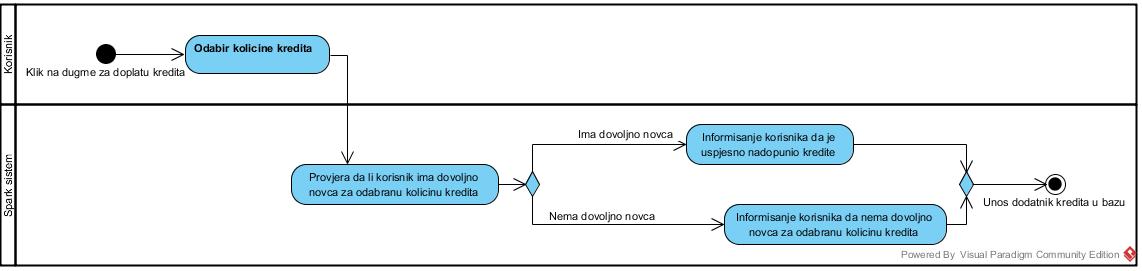 Korisnik
Klik na dugme za doplatu kredita
Odabir kolicine kredita
Spark sistem
Provjera da li korisnik ima dovoljno
novca za odabranu kolicinu kredita
Ima dovoljno novca
Informisanje korisnika da je
uspjesno nadopunio kredite
Nema dovoljno novca
Informisanje korisnika da nema dovoljno
novca za odabranu kolicinu kredita
Unos dodatnik kredita u bazu
Powered By Visual Paradigm Community Edition